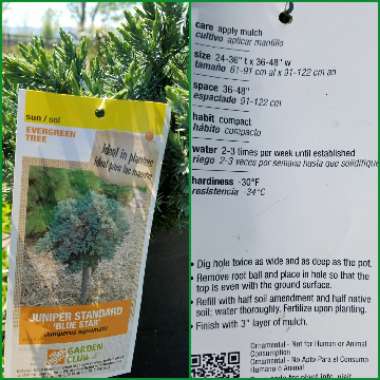 sun / sol
EVERGREEN
TREE
Ideal in planters
JUNIPER STANDARD
'BLUE STAR'
Juniperus squamata
GARDEN
CLUB
care apply mulch
cultivo aplicar mantillo
size 24-36" t x 36-48" w
tamaño 61-91 cm al x 91-122 cm an
space 36-48"
espaciado 91-122 cm
habit compact
hábito compacto
water 2-3 times per week until established
riego 2-3 veces por semana hasta que solidifique
hardiness -30°F
resistencia -34°C
• Dig hole twice as wide and as deep as the pot.
• Remove root ball and place in hole so that the
top is even with the ground surface.
• Refill with half soil amendment and half native
soil; water thoroughly. Fertilize upon planting.
• Finish with 3" layer of mulch.
Ornamental - Not for Human or Animal
Consumption
Ornamental - No Apto Para el Consumo
Humano o Animal